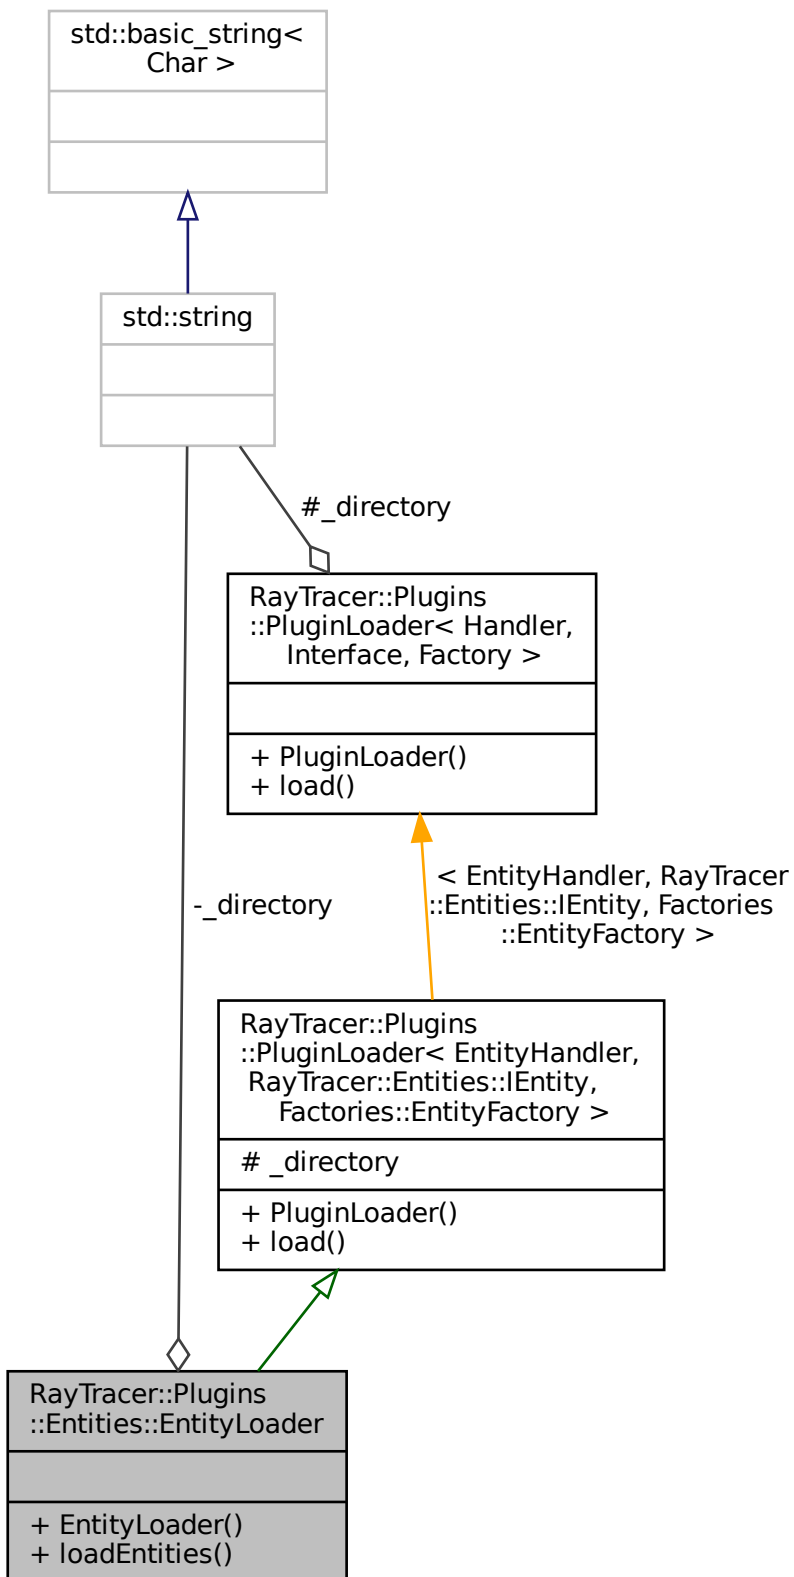 std::basic_string<
Char >
std::string
#_directory
RayTracer::Plugins
::PluginLoader< Handler,
Interface, Factory >
+ PluginLoader()
+ load()
< EntityHandler, RayTracer
::Entities::IEntity, Factories
::EntityFactory >
-_directory
RayTracer::Plugins
::PluginLoader< EntityHandler,
RayTracer::Entities::IEntity,
Factories::EntityFactory >
# _directory
+ PluginLoader()
+ load()
RayTracer::Plugins
::Entities::EntityLoader
+ EntityLoader()
+ loadEntities()